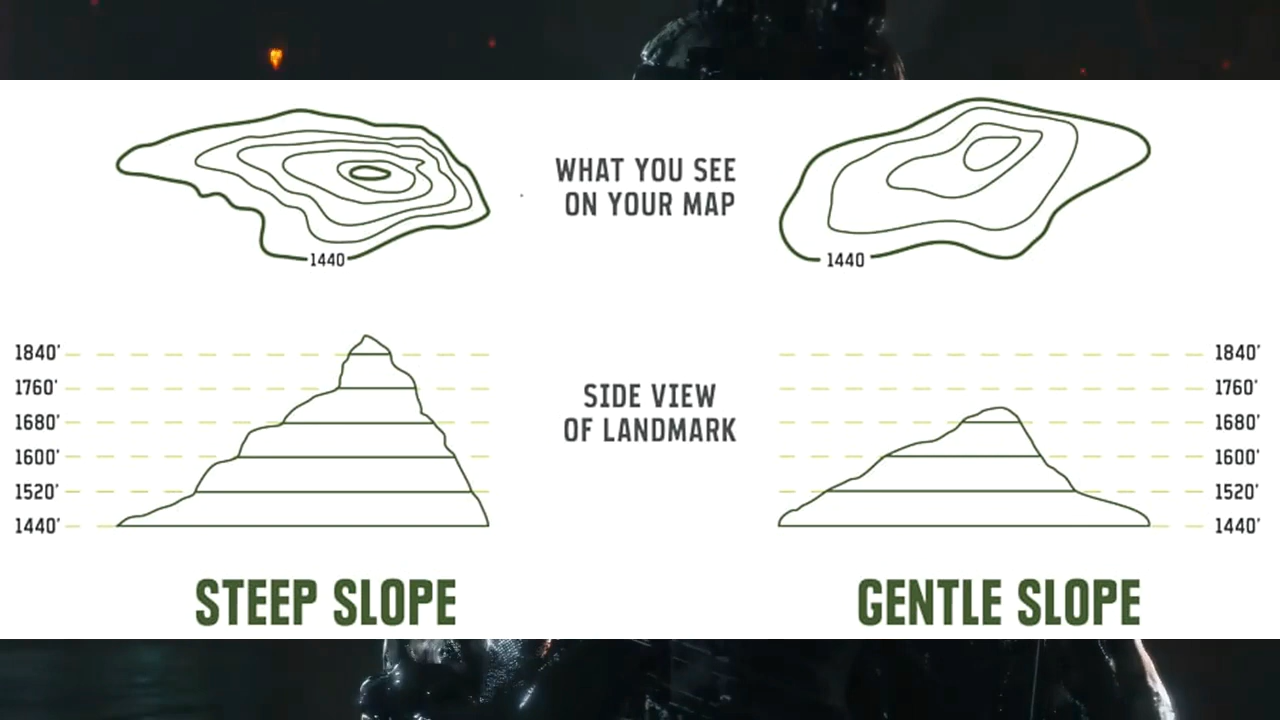 WHAT YOU SEE
ON YOUR MAP
1440
1440
SIDE VIEW
OF LANDMARK
1840'
1760'
1680'
1600'
1520'
1440'
1840'
1760'
1680'
1600'
1520'
1440'
STEEP SLOPE
GENTLE SLOPE